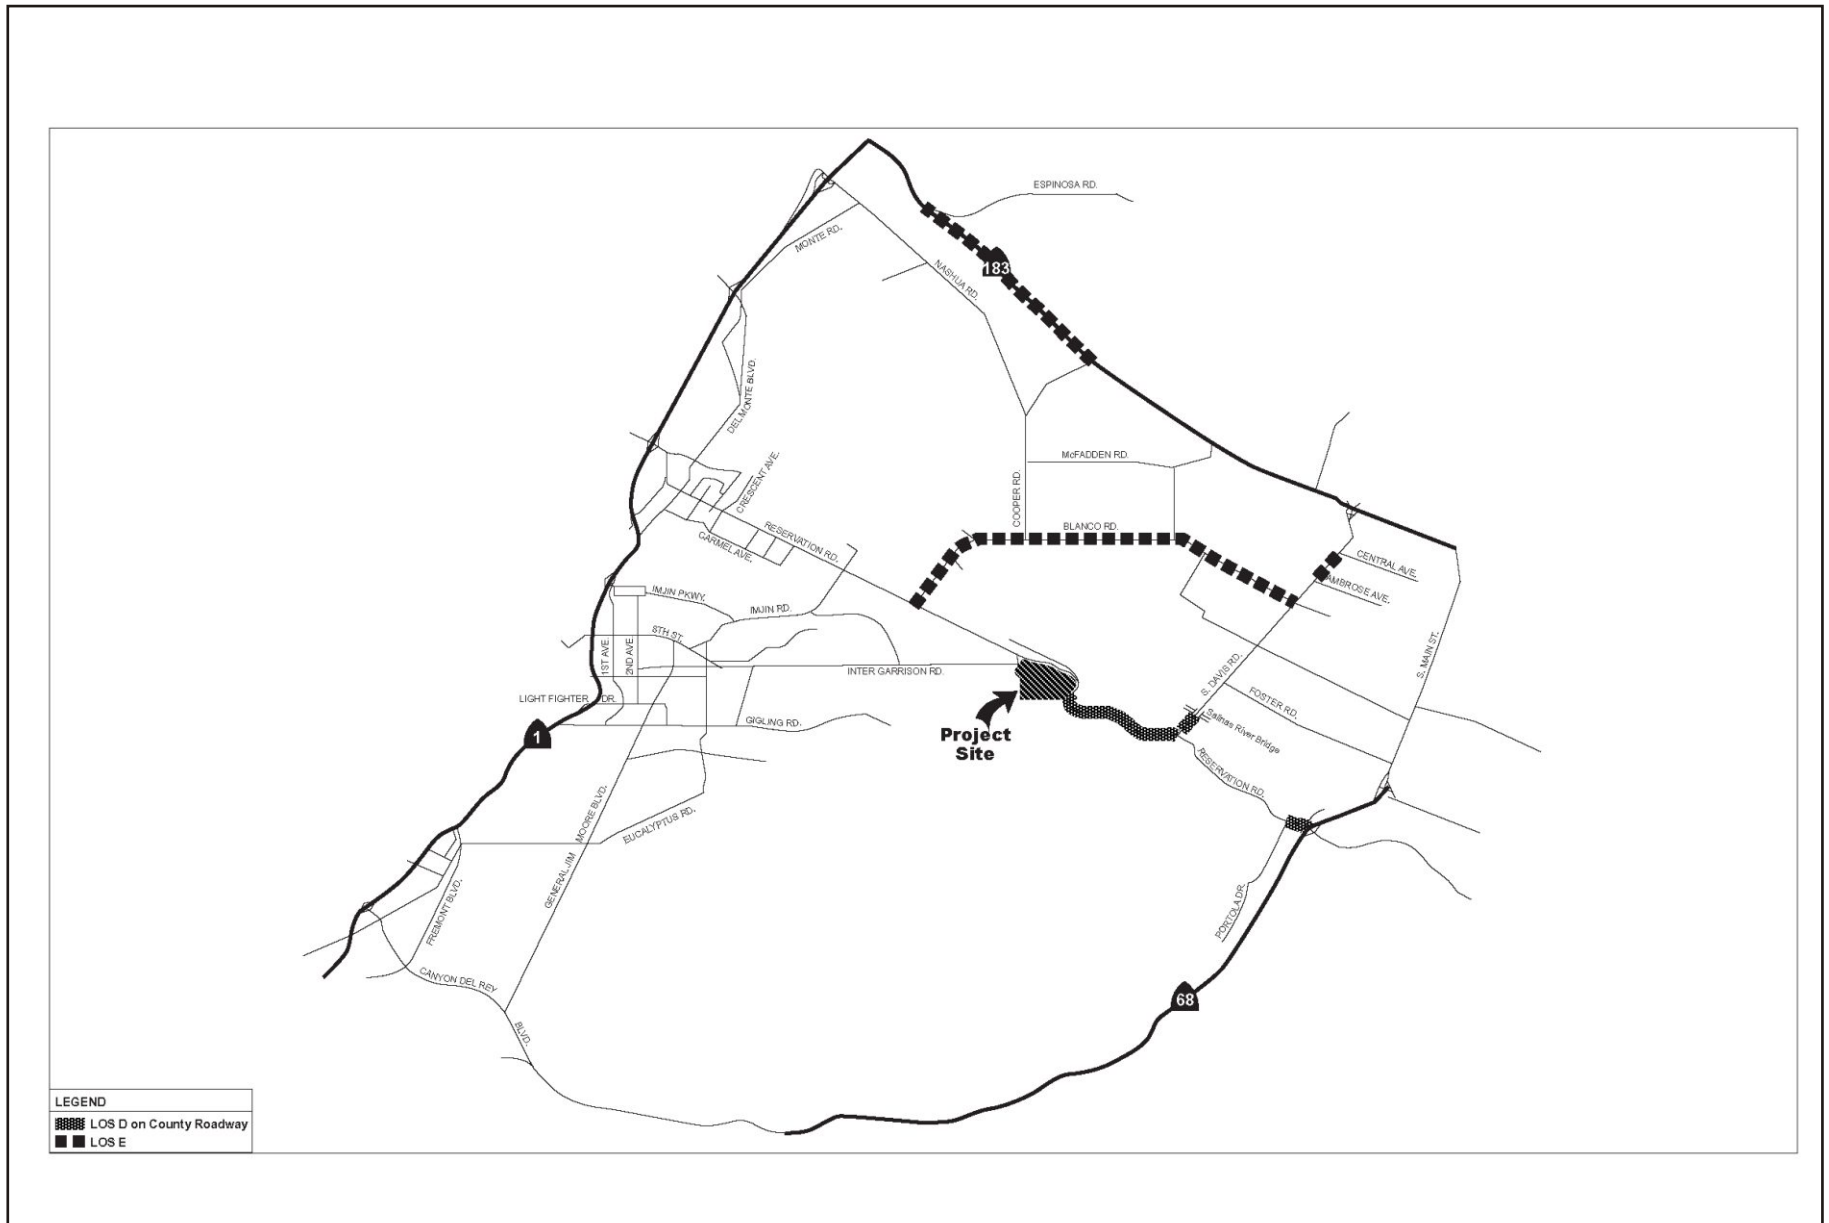 ESPINOSA RD.
MONTE RD.
NASHUA RD.
183
DEL MONTE BLVD.
CRESCENT AVE.
McFADDEN RD.
COOPER RD.
RESERVATION RD.
BLANCO RD.
CARMEL AVE.
CENTRAL AVE.
AMBROSE AVE.
IMJIN PKWY.
IMJIN RD.
8TH ST.
1ST AVE.
2ND AVE.
INTER GARRISON RD.
S. MAIN ST.
S. DAVIS RD.
LIGHT FIGHTER DR.
GIGLING RD.
FOSTER RD.
Salinas River Bridge
1
Project
Site
RESERVATION RD.
GENERAL JIM MOORE BLVD.
EUCALYPTUS RD.
FREMONT BLVD.
PORTOLA DR.
CANYON DEL REY
BLVD.
68
LEGEND
LOS D on County Roadway
LOS E